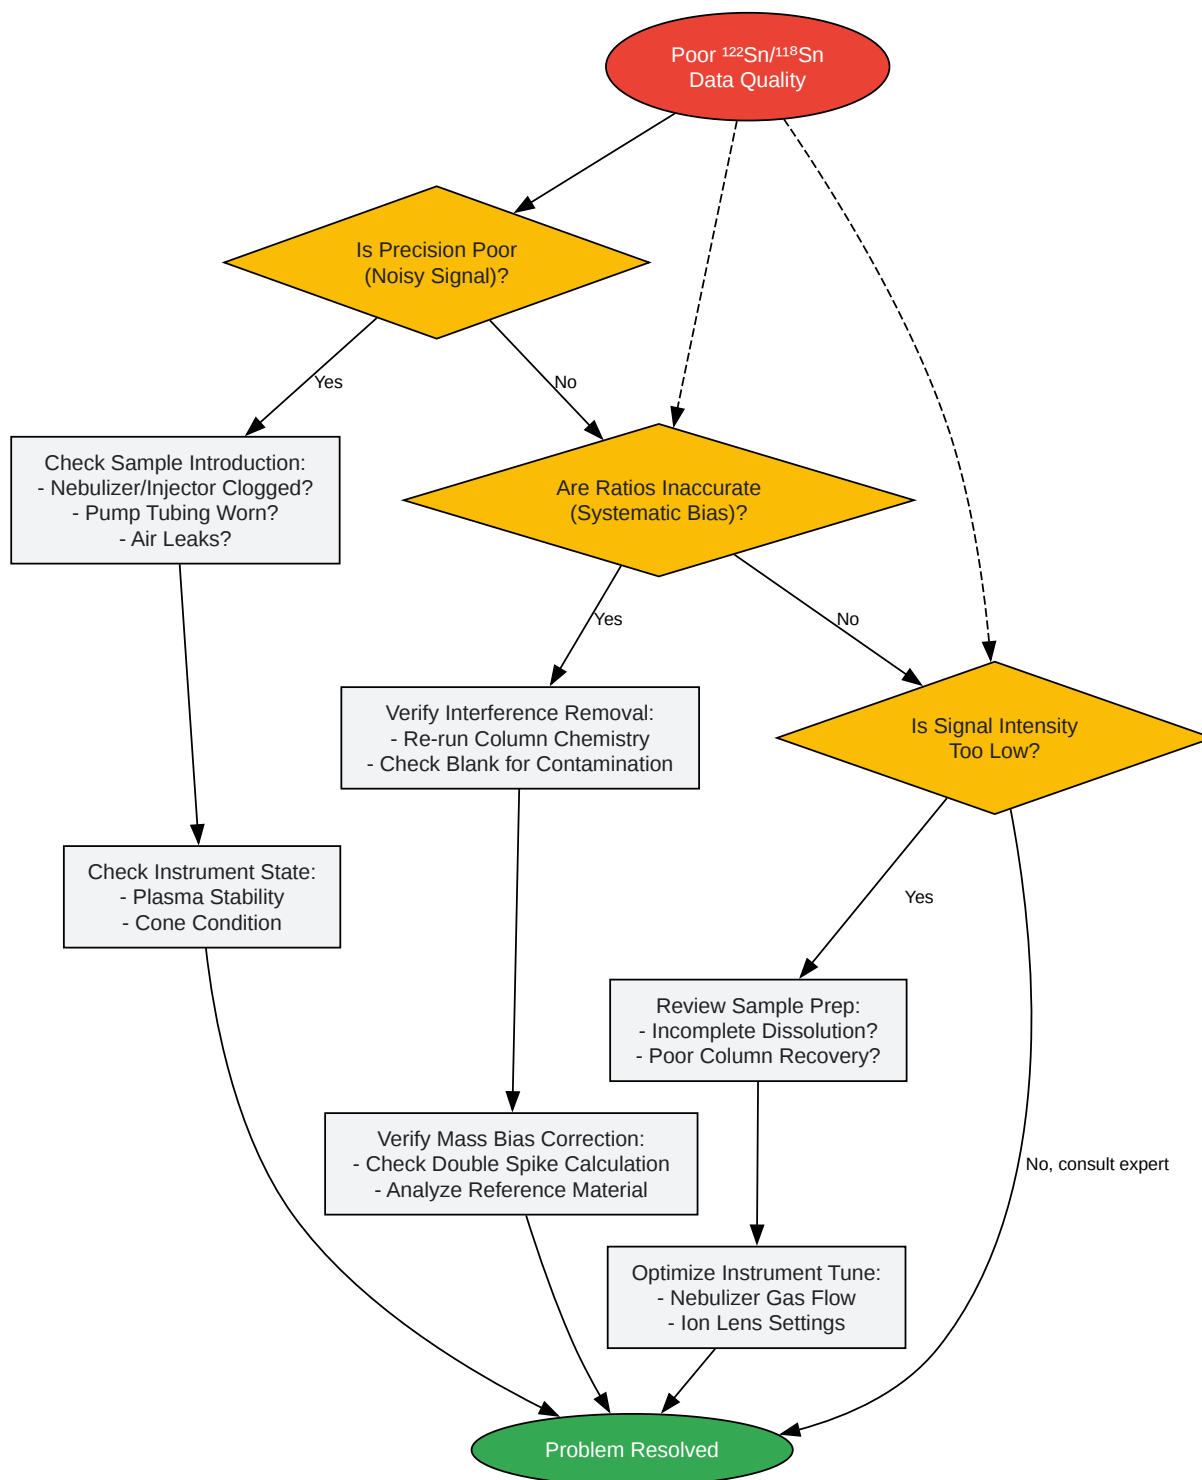 Poor ¹²²Sn/¹¹⁸Sn
Data Quality
Is Precision Poor
(Noisy Signal)?
Yes
No
Check Sample Introduction:
- Nebulizer/Injector Clogged?
- Pump Tubing Worn?
- Air Leaks?
Are Ratios Inaccurate
(Systematic Bias)?
Yes
No
Verify Interference Removal:
- Re-run Column Chemistry
- Check Blank for Contamination
Is Signal Intensity
Too Low?
Check Instrument State:
- Plasma Stability
- Cone Condition
Yes
Review Sample Prep:
- Incomplete Dissolution?
- Poor Column Recovery?
Verify Mass Bias Correction:
- Check Double Spike Calculation
- Analyze Reference Material
No, consult expert
Optimize Instrument Tune:
- Nebulizer Gas Flow
- Ion Lens Settings
Problem Resolved